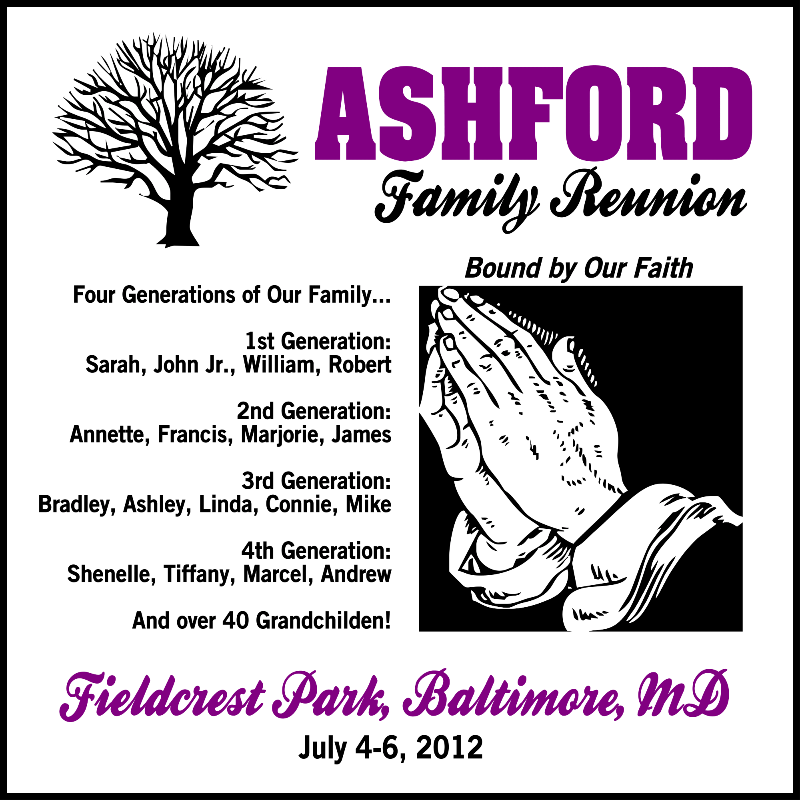 ASHFORD
Family Reunion
Bound by Our Faith
Four Generations of Our Family...
1st Generation:
Sarah, John Jr., William, Robert
2nd Generation:
Annette, Francis, Marjorie, James
3rd Generation:
Bradley, Ashley, Linda, Connie, Mike
4th Generation:
Shenelle, Tiffany, Marcel, Andrew
And over 40 Grandchilden!
Fieldcrest Park, Baltimore, MD
July 4-6, 2012